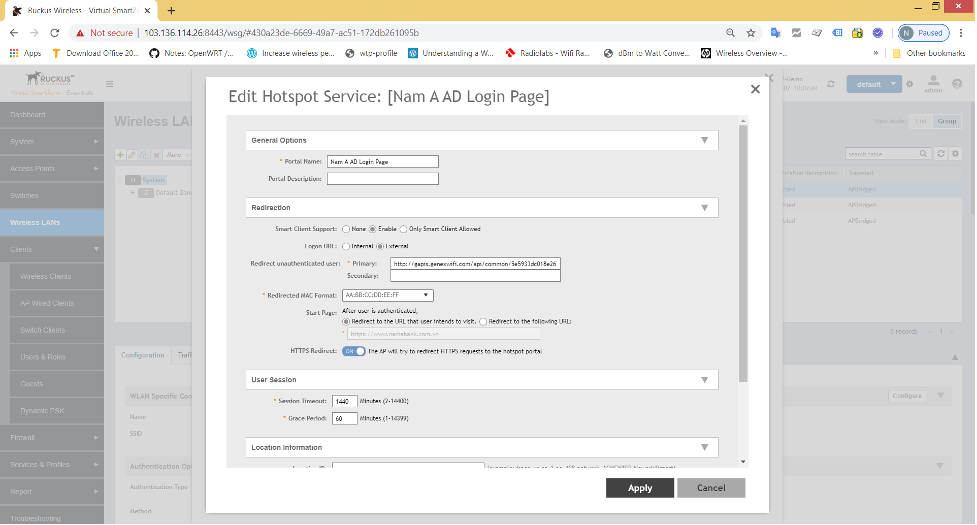 Ruckus Wireless - Virtual Smart
Not secure
103.136.114.26:8443/wsg/#430a23de-6669-49a7-ac51-172db261095b
N Paused
Apps Download Office 20... Notes: OpenWRT /... Increase wireless pe... wtp-profile Understanding a W... Radiolabs - Wifi Ra... dBm to Watt Conve... Wireless Overview -... » Other bookmarks
RUCKUS
Virtual SmartZone - Essentials
default
admin
Dashboard
System
Access Points
Switches
Wireless LANs
Clients
Wireless Clients
AP Wired Clients
Switch Clients
Users & Roles
Guests
Dynamic PSK
Firewall
Services & Profiles
Report
Troubleshooting
Wireless LAN
More
System
Default Zone
View Mode: List Group
search table
Tunneled
APBridged
APBridged
APBridged
3 records 1
Configuration Traff
WLAN Specific Con
Configure
Name
SSID
Authentication Opt
Authentication Type
Method
Edit Hotspot Service: [Nam A AD Login Page]
General Options
* Portal Name: Nam A AD Login Page
Portal Description:
Redirection
Smart Client Support: None Enable Only Smart Client Allowed
Logon URL: Internal External
Redirect unauthenticated user: * Primary: http://gapis.geneswifi.com/api/common/5e5933dc018e26
Secondary:
* Redirected MAC Format: AA:BB:CC:DD:EE:FF
Start Page: After user is authenticated,
Redirect to the URL that user intends to visit. Redirect to the following URL:
* https://www.namabank.com.vn
HTTPS Redirect: ON The AP will try to redirect HTTPS requests to the hotspot portal
User Session
* Session Timeout: 1440 Minutes (2-14400)
* Grace Period: 60 Minutes (1-14399)
Location Information
Apply Cancel